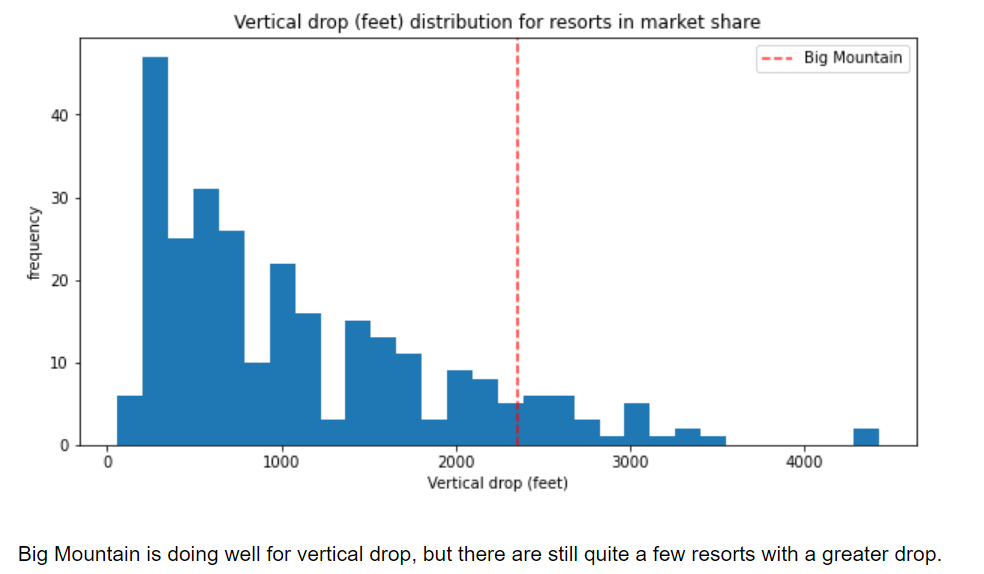 Vertical drop (feet) distribution for resorts in market share
Big Mountain
40
30
20
10
0
frequency
0 1000 2000 3000 4000
Vertical drop (feet)
Big Mountain is doing well for vertical drop, but there are still quite a few resorts with a greater drop.